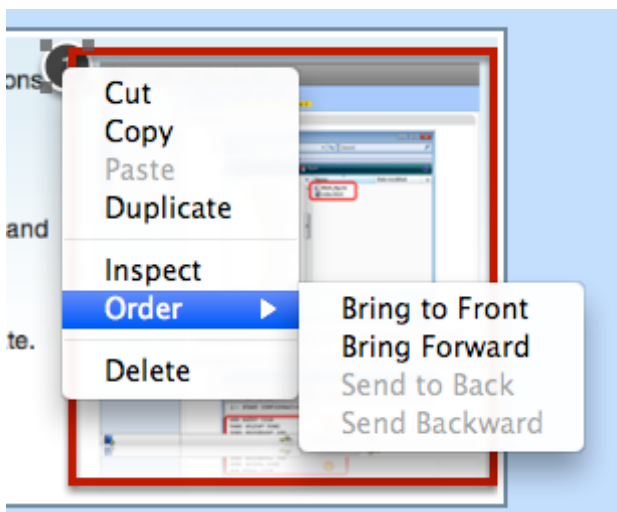 ons
Cut
Copy
Paste
Duplicate
and
Inspect
Order
Bring to Front
Bring Forward
te.
Delete
Send to Back
Send Backward